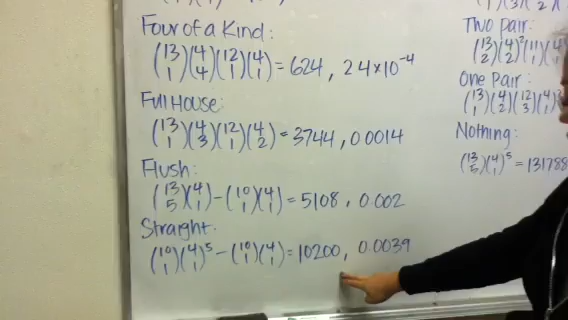 Four of a Kind:
(13 1)(4 4)(12 1)(4 1) = 624, 2.4×10⁻⁴
Full House:
(13 1)(4 3)(12 1)(4 2) = 3744, 0.0014
Flush:
(13 5)(4 1) - (10 1)(4 1) = 5108, 0.002
Straight:
(10 1)(4 1)⁵ - (10 1)(4 1) = 10200, 0.0039
Two pair:
(13 2)(4 2)²(11 1)(4 1)
One Pair:
(13 1)(4 2)(12 3)(4 1)
Nothing:
(13 5)(4 1)⁵ = 131788